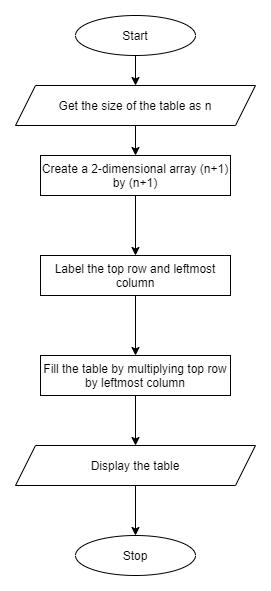 Start
Get the size of the table as n
Create a 2-dimensional array (n+1)
by (n+1)
Label the top row and leftmost
column
Fill the table by multiplying top row
by leftmost column
Display the table
Stop